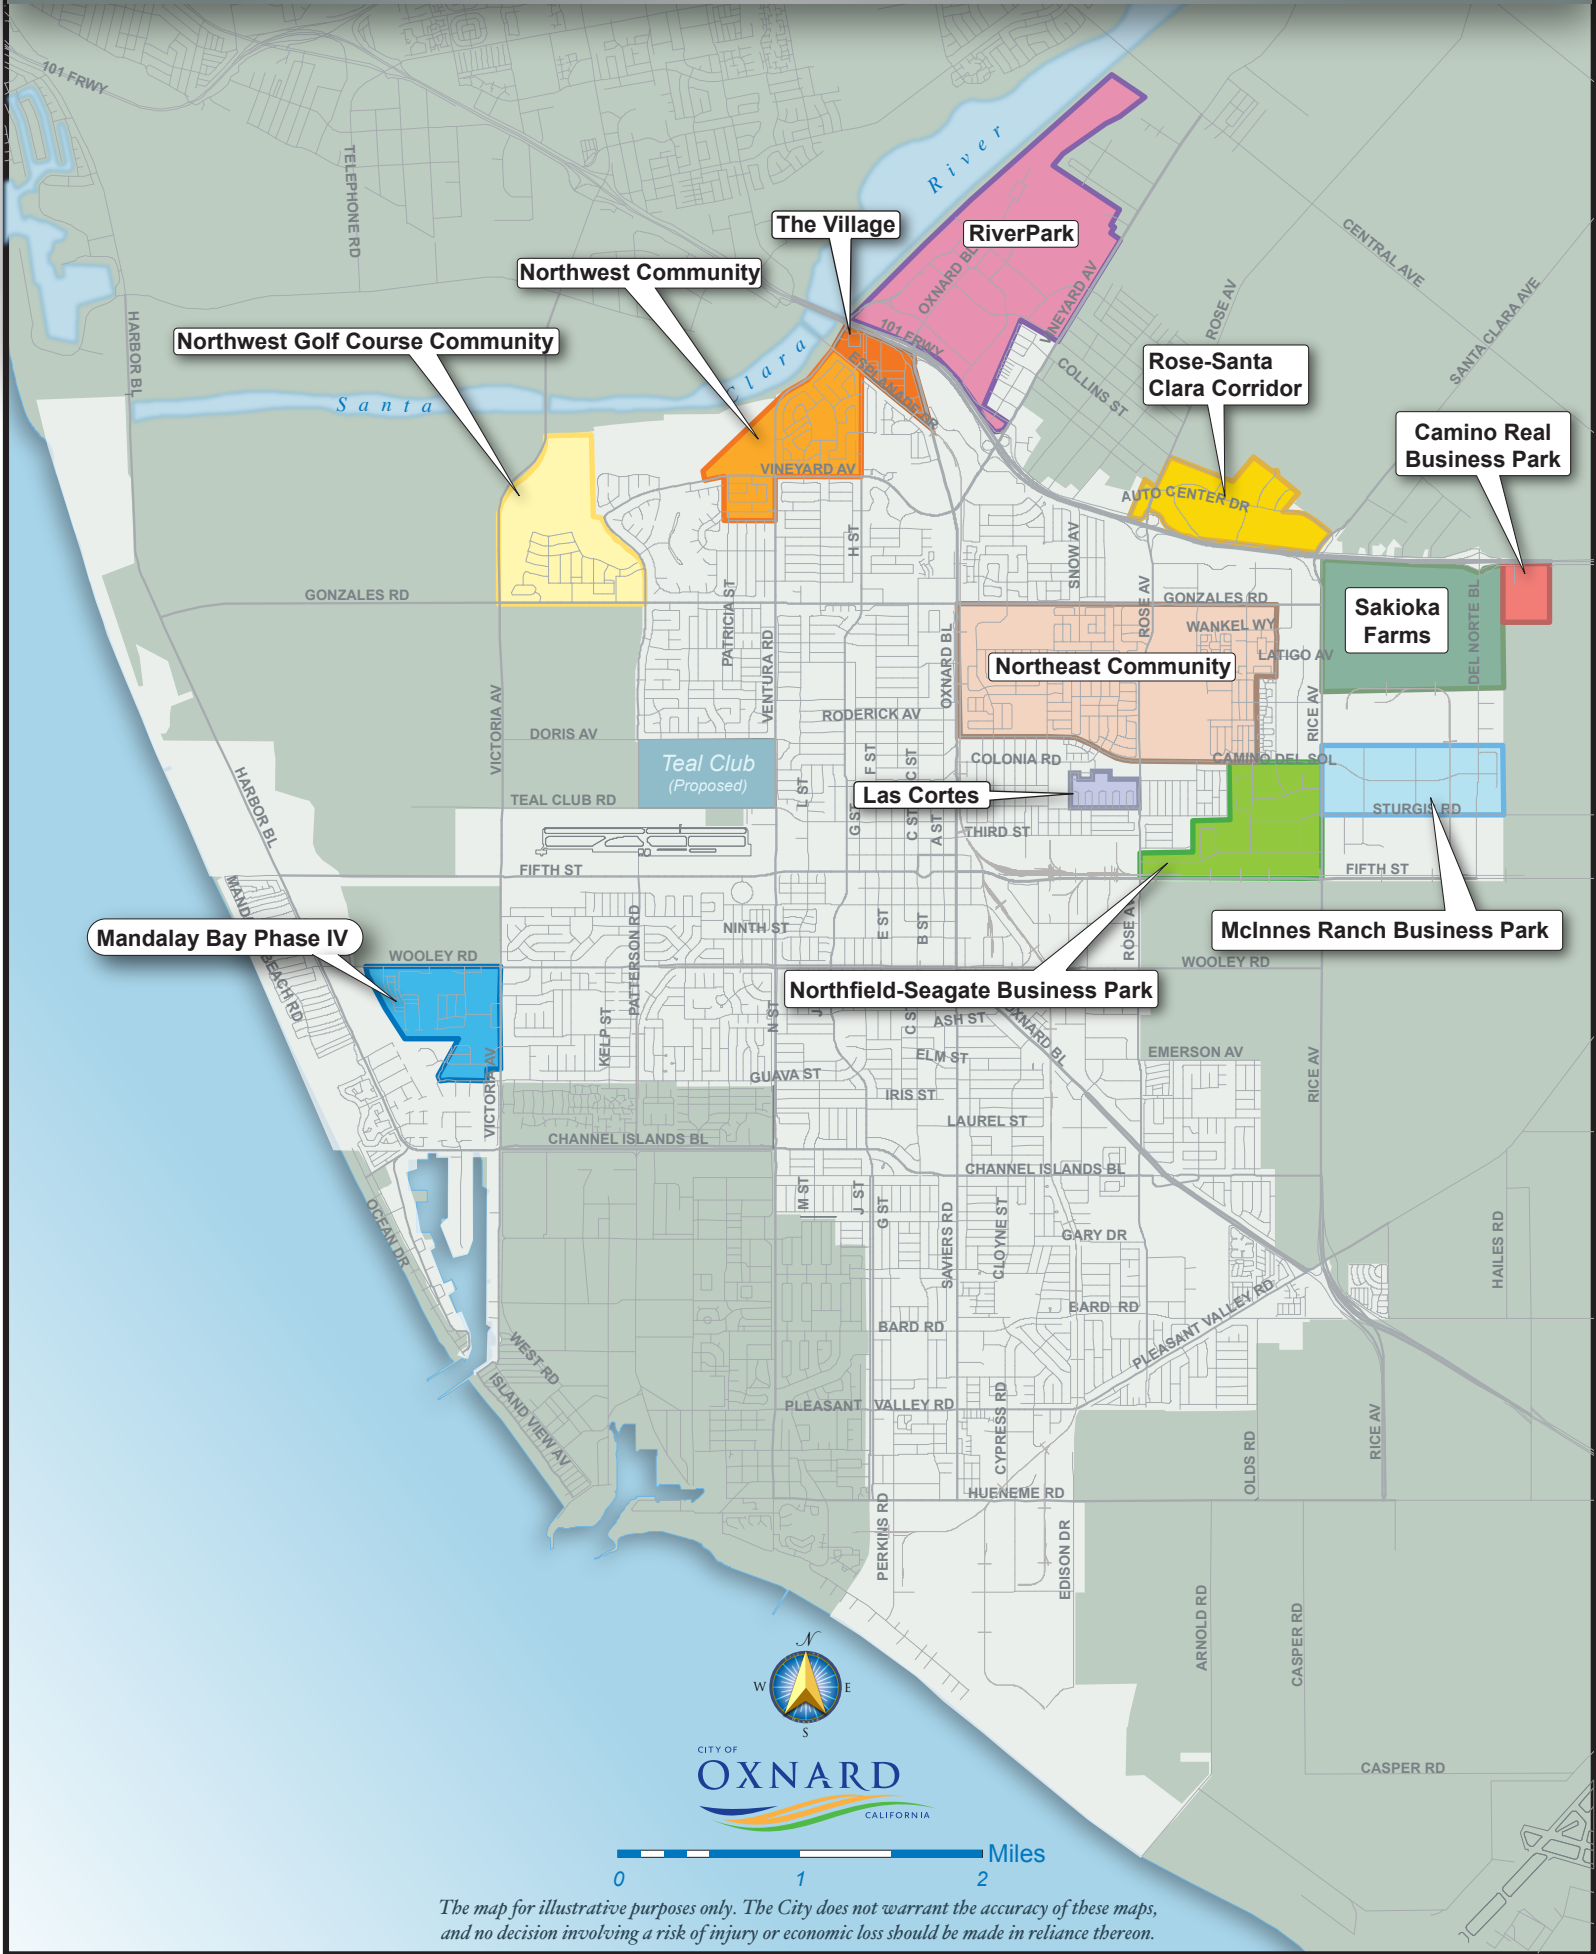 101 FRWY
TELEPHONE RD
River
The Village
RiverPark
CENTRAL AVE
Northwest Community
OXNARD BL
VINEYARD AV
ROSE AV
SANTA CLARA AVE
HARBOR BL
Northwest Golf Course Community
101 FRWY
Clara
ESPLANADE DR
COLLINS ST
Rose-Santa
Clara Corridor
Santa
Camino Real
Business Park
VINEYARD AV
AUTO CENTER DR
H ST
SNOW AV
GONZALES RD
PATRICIA ST
ROSE AV
GONZALES RD
Sakioka
Farms
DEL NORTE BL
WANKEL WY
VENTURA RD
OXNARD BL
Northeast Community
LATIGO AV
RICE AV
VICTORIA AV
RODERICK AV
DORIS AV
Teal Club
(Proposed)
F ST
C ST
COLONIA RD
CAMINO DEL SOL
HARBOR BL
TEAL CLUB RD
L ST
Las Cortes
G ST
C ST
A ST
THIRD ST
STURGIS RD
FIFTH ST
FIFTH ST
MANDALAY BEACH RD
PATTERSON RD
NINTH ST
E ST
B ST
ROSE AV
McInnes Ranch Business Park
Mandalay Bay Phase IV
WOOLEY RD
WOOLEY RD
Northfield-Seagate Business Park
KELP ST
N ST
J
C ST
ASH ST
OXNARD BL
VICTORIA AV
ELM ST
EMERSON AV
RICE AV
GUAVA ST
IRIS ST
LAUREL ST
CHANNEL ISLANDS BL
CHANNEL ISLANDS BL
OCEAN DR
M ST
J ST
G ST
SAVIERS RD
CLOYNE ST
GARY DR
HAILES RD
BARD RD
BARD RD
PLEASANT VALLEY RD
WEST RD
ISLAND VIEW AV
PLEASANT VALLEY RD
CYPRESS RD
OLDS RD
RICE AV
HUENEME RD
PERKINS RD
EDISON DR
ARNOLD RD
CASPER RD
N
W E
S
CITY OF
OXNARD
CALIFORNIA
CASPER RD
Miles
0 1 2
The map for illustrative purposes only. The City does not warrant the accuracy of these maps,
and no decision involving a risk of injury or economic loss should be made in reliance thereon.